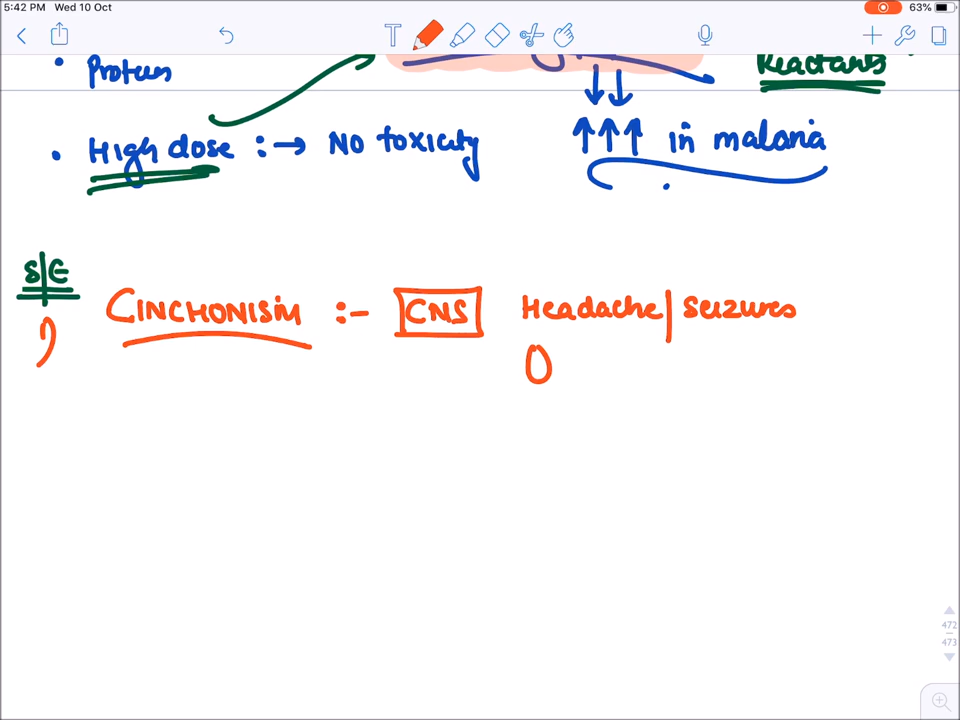 5:42 PM Wed 10 Oct 63%
T
• Proteins
Reactants
• High dose :→ No toxicity ↑↑↑ in malaria
S/E
CINCHONISM :- CNS Headache | Seizures
472
473